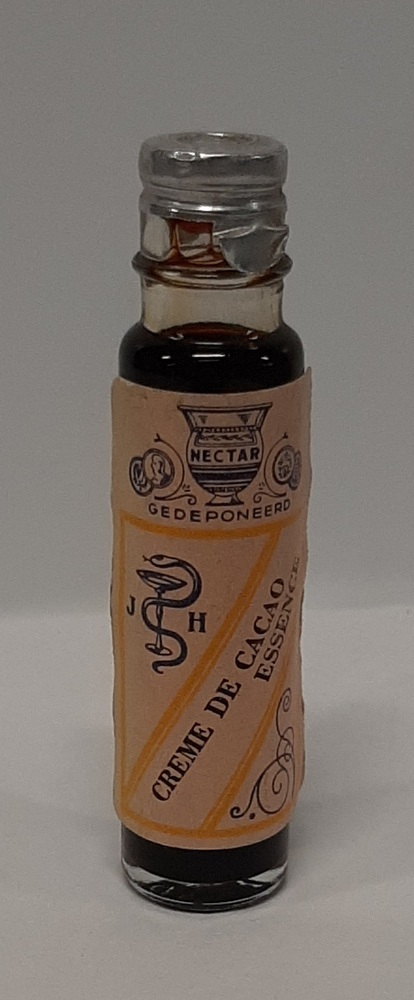 NECTAR
GEDEPONEERD
J H
CREME DE CACAO
ESSENCE